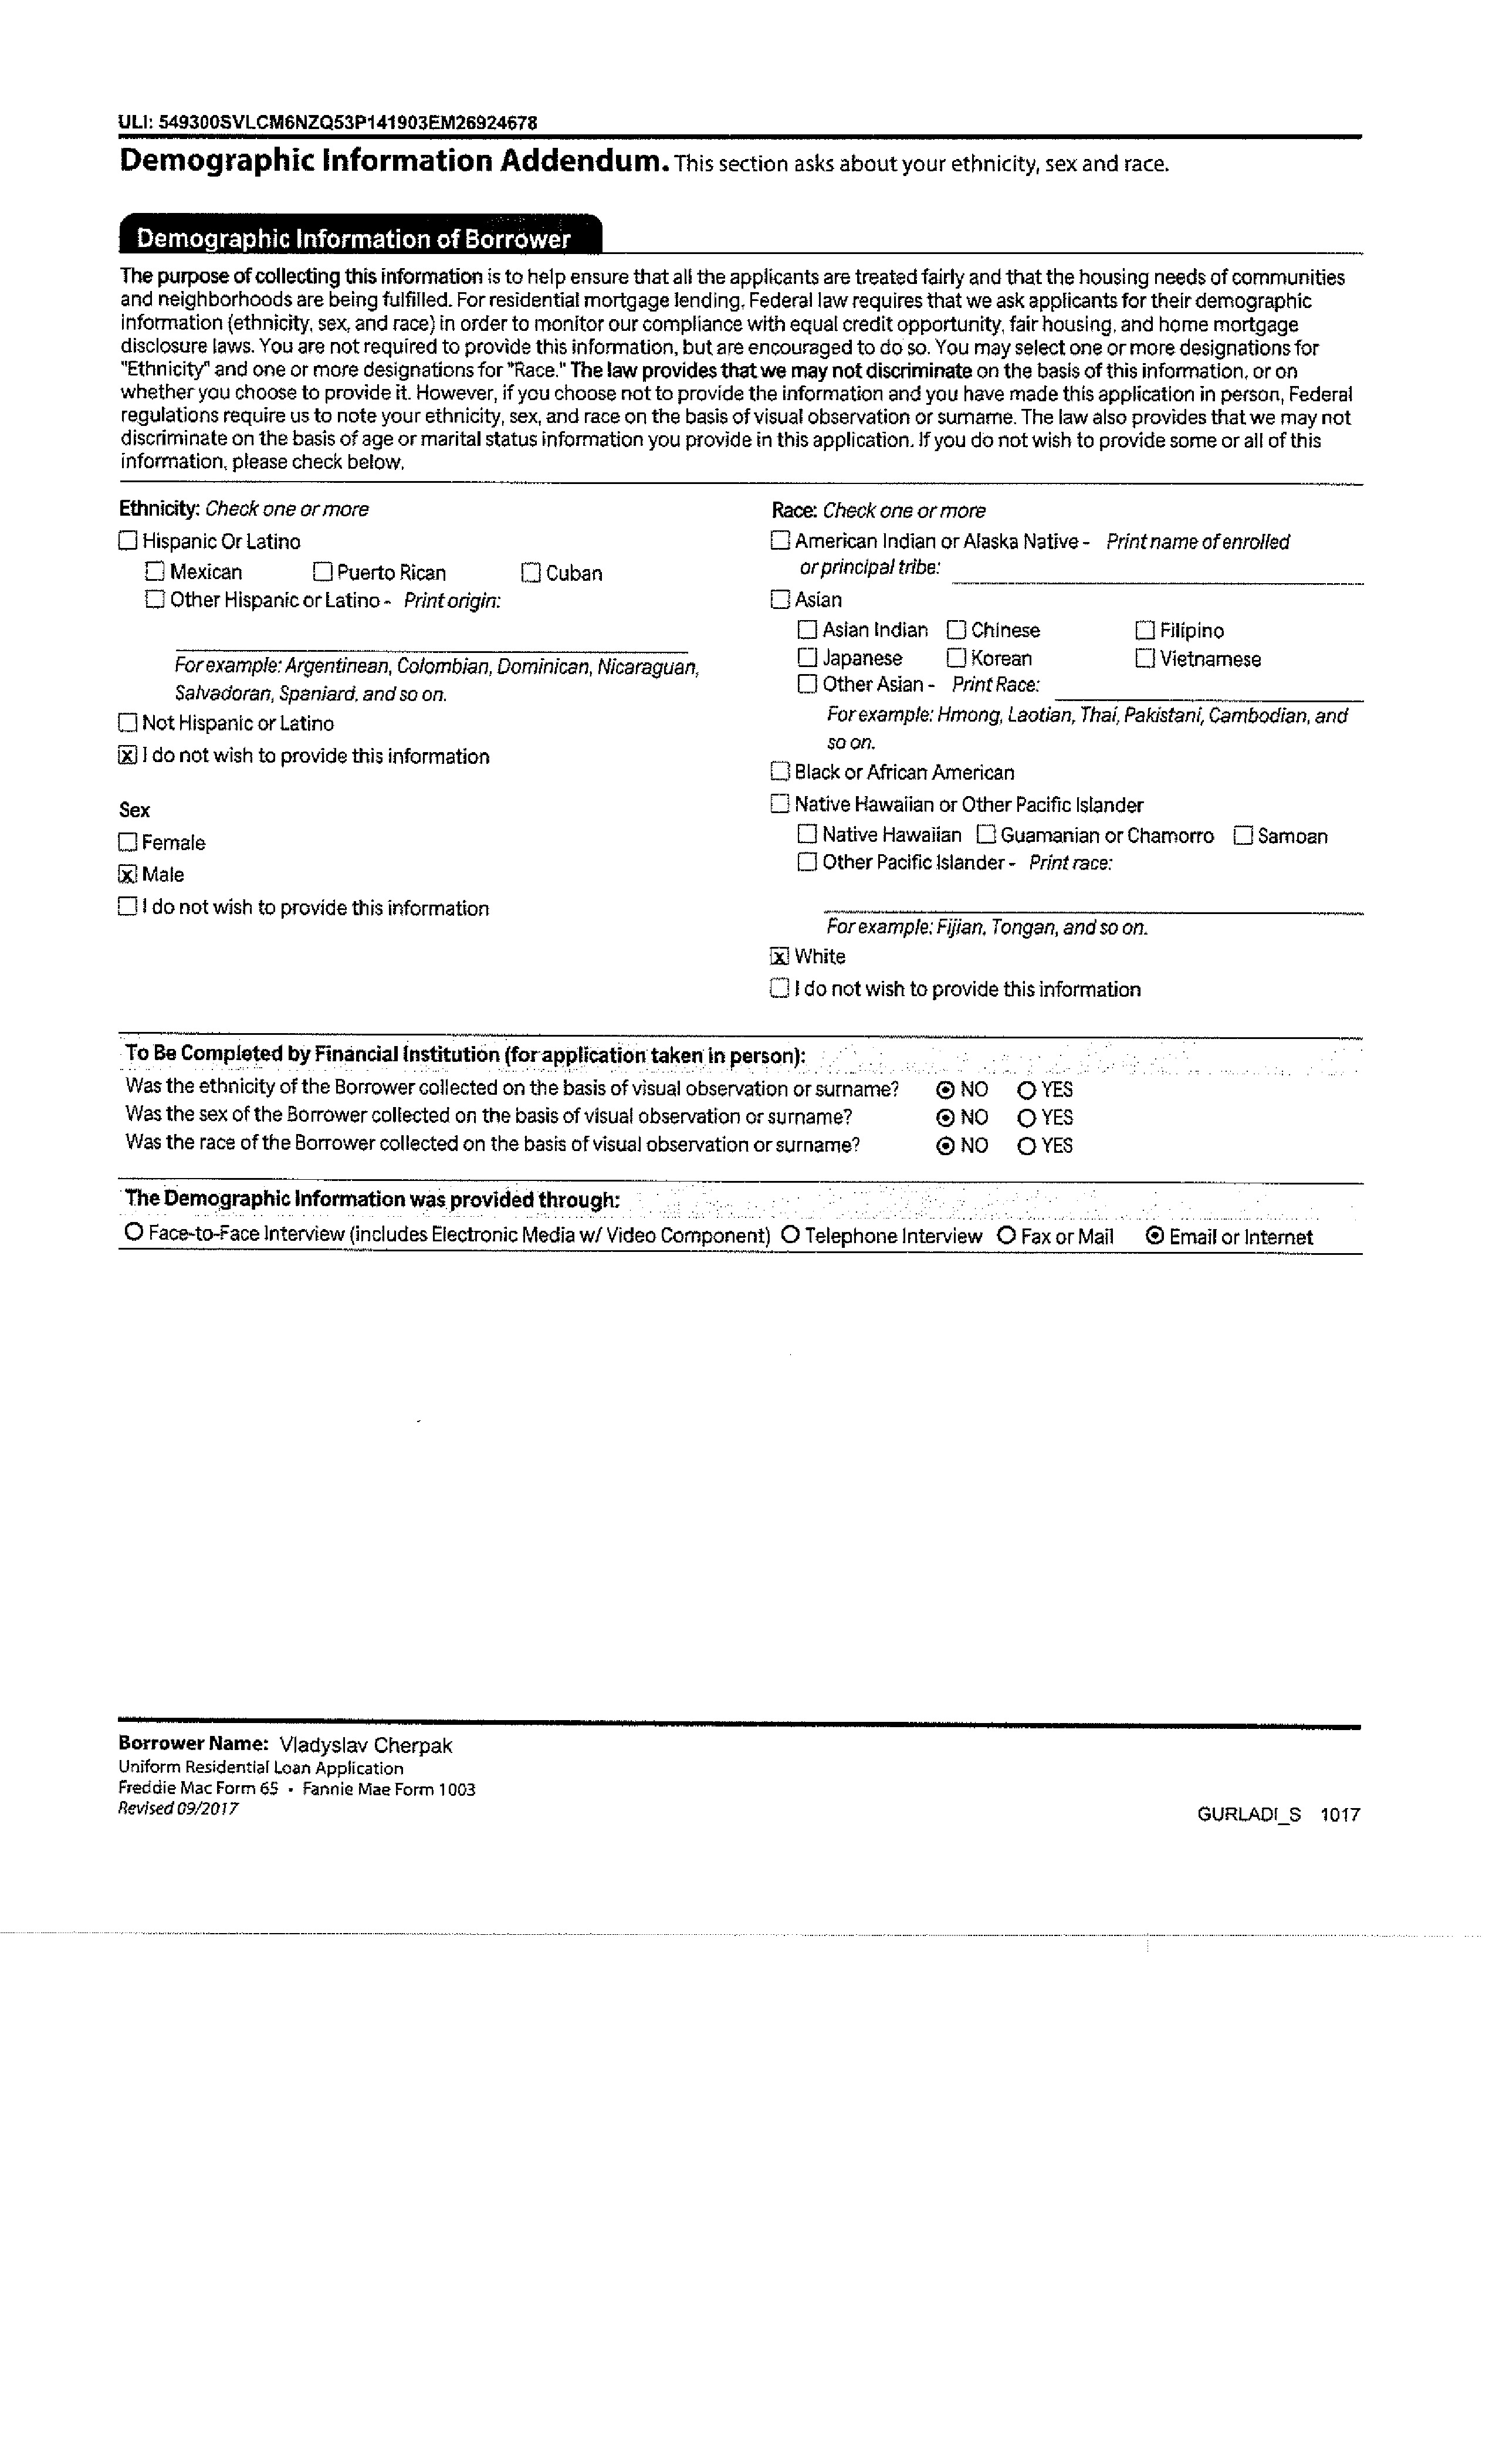 ULI: 549300SVLCM6NZQ53P141903EM26924678
Demographic Information Addendum. This section asks about your ethnicity, sex and race.
Demographic Information of Borrower
The purpose of collecting this information is to help ensure that all the applicants are treated fairly and that the housing needs of communities
and neighborhoods are being fulfilled. For residential mortgage lending, Federal law requires that we ask applicants for their demographic
information (ethnicity, sex, and race) in order to monitor our compliance with equal credit opportunity, fair housing, and home mortgage
disclosure laws. You are not required to provide this information, but are encouraged to do so. You may select one or more designations for
"Ethnicity" and one or more designations for "Race." The law provides that we may not discriminate on the basis of this information, or on
whether you choose to provide it. However, if you choose not to provide the information and you have made this application in person, Federal
regulations require us to note your ethnicity, sex, and race on the basis of visual observation or surname. The law also provides that we may not
discriminate on the basis of age or marital status information you provide in this application. If you do not wish to provide some or all of this
information, please check below.
Ethnicity: Check one or more
☐ Hispanic Or Latino
☐ Mexican ☐ Puerto Rican ☐ Cuban
☐ Other Hispanic or Latino - Print origin:
For example: Argentinean, Colombian, Dominican, Nicaraguan,
Salvadoran, Spaniard, and so on.
☐ Not Hispanic or Latino
☒ I do not wish to provide this information
Sex
☐ Female
☒ Male
☐ I do not wish to provide this information
Race: Check one or more
☐ American Indian or Alaska Native - Print name of enrolled
or principal tribe:
☐ Asian
☐ Asian Indian ☐ Chinese ☐ Filipino
☐ Japanese ☐ Korean ☐ Vietnamese
☐ Other Asian - Print Race:
For example: Hmong, Laotian, Thai, Pakistani, Cambodian, and
so on.
☐ Black or African American
☐ Native Hawaiian or Other Pacific Islander
☐ Native Hawaiian ☐ Guamanian or Chamorro ☐ Samoan
☐ Other Pacific Islander - Print race:
For example: Fijian, Tongan, and so on.
☒ White
☐ I do not wish to provide this information
To Be Completed by Financial Institution (for application taken in person):
Was the ethnicity of the Borrower collected on the basis of visual observation or surname? ◉ NO ○ YES
Was the sex of the Borrower collected on the basis of visual observation or surname? ◉ NO ○ YES
Was the race of the Borrower collected on the basis of visual observation or surname? ◉ NO ○ YES
The Demographic Information was provided through:
○ Face-to-Face Interview (includes Electronic Media w/ Video Component) ○ Telephone Interview ○ Fax or Mail ◉ Email or Internet
Borrower Name: Vladyslav Cherpak
Uniform Residential Loan Application
Freddie Mac Form 65 • Fannie Mae Form 1003
Revised 09/2017
GURLADI_S 1017